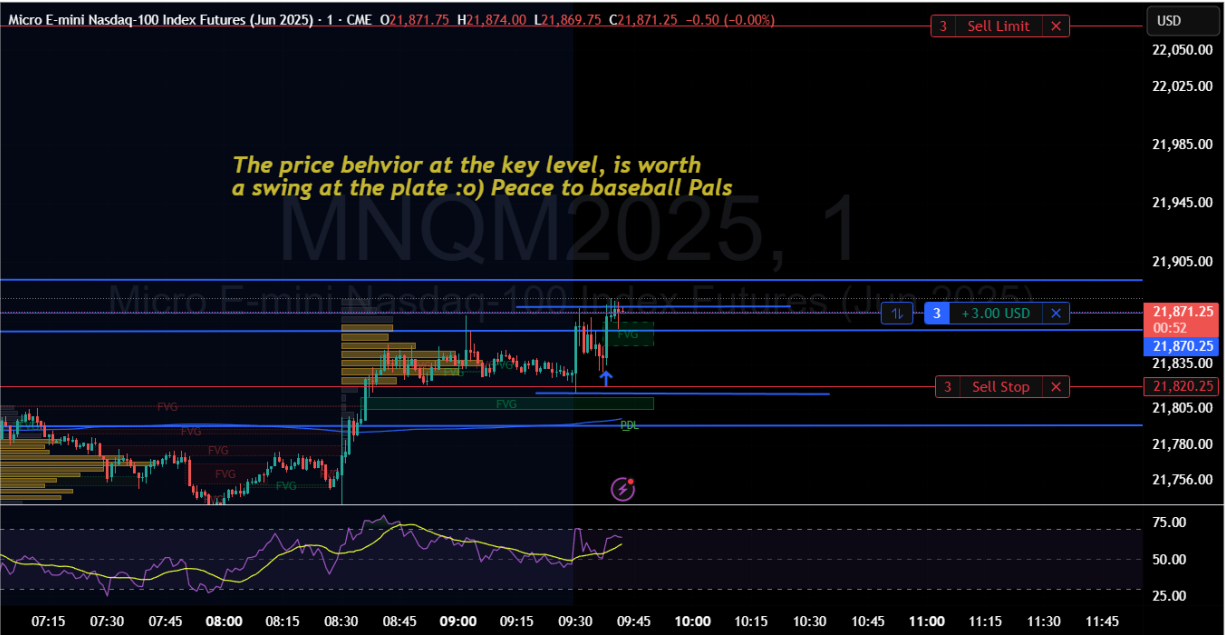 Micro E-mini Nasdaq-100 Index Futures (Jun 2025) · 1 · CME O21,871.75 H21,874.00 L21,869.75 C21,871.25 −0.50 (−0.00%)
USD
3 Sell Limit ×
22,050.00
22,025.00
The price behvior at the key level, is worth
a swing at the plate :o) Peace to baseball Pals
21,985.00
MNQM2025, 1
21,945.00
21,905.00
Micro E-mini Nasdaq-100 Index Futures (Jun 2025)
3 +3.00 USD ×
21,871.25
00:52
21,870.25
FVG
FVG
FVG
21,835.00
3 Sell Stop ×
21,820.25
FVG
FVG
21,805.00
FVG
PDL
FVG
21,780.00
FVG
FVG
21,756.00
75.00
50.00
25.00
07:15 07:30 07:45 08:00 08:15 08:30 08:45 09:00 09:15 09:30 09:45 10:00 10:15 10:30 10:45 11:00 11:15 11:30 11:45